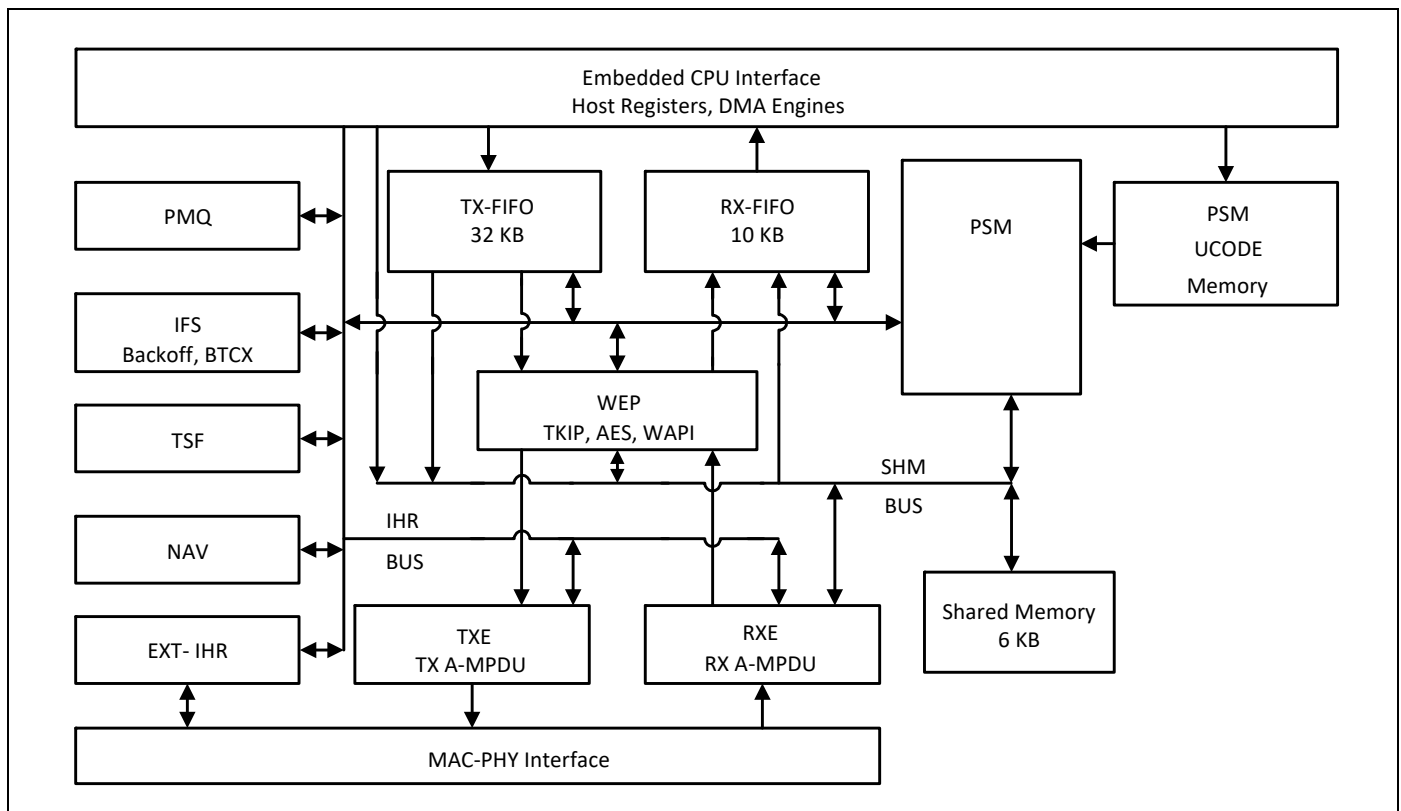 Embedded CPU Interface
Host Registers, DMA Engines
PMQ
TX-FIFO
32 KB
RX-FIFO
10 KB
PSM
PSM
UCODE
Memory
IFS
Backoff, BTCX
WEP
TKIP, AES, WAPI
TSF
SHM
BUS
IHR
BUS
NAV
Shared Memory
6 KB
EXT- IHR
TXE
TX A-MPDU
RXE
RX A-MPDU
MAC-PHY Interface